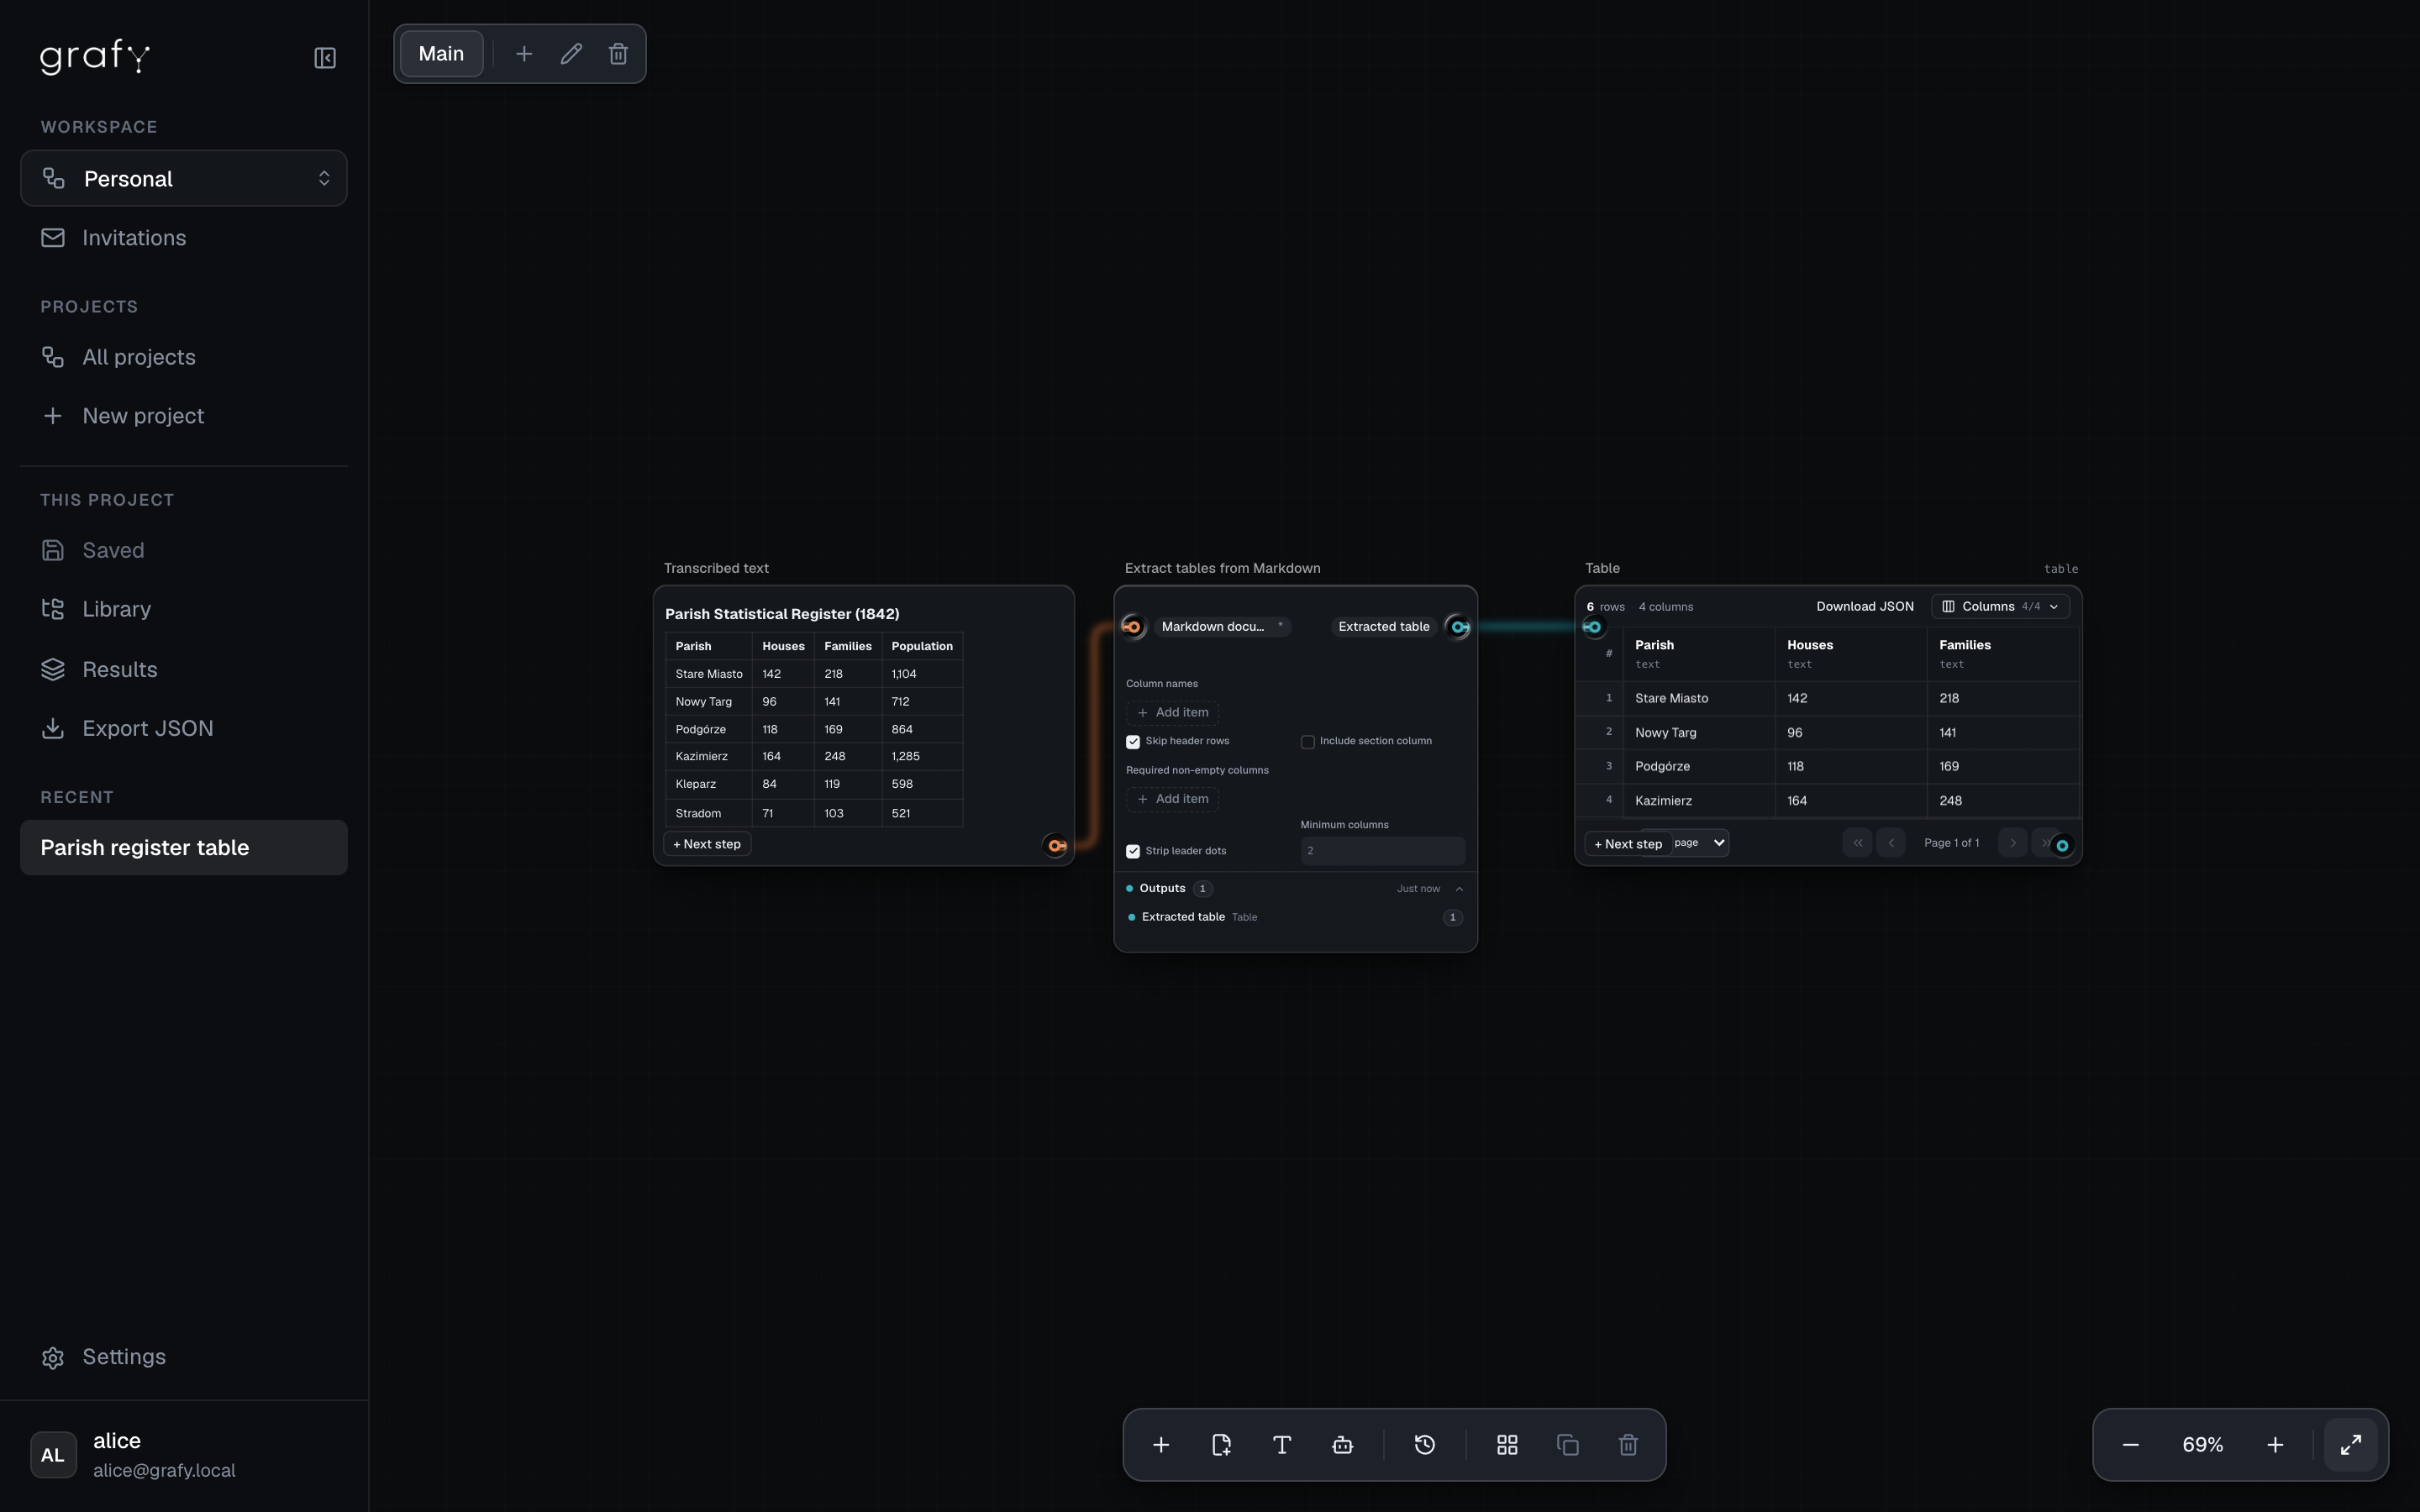 grafy
WORKSPACE
Personal
Invitations
PROJECTS
All projects
New project
THIS PROJECT
Saved
Library
Results
Export JSON
RECENT
Parish register table
Settings
AL
alice
alice@grafy.local
Main
Transcribed text
Parish Statistical Register (1842)
Parish Houses Families Population
Stare Miasto 142 218 1,104
Nowy Targ 96 141 712
Podgórze 118 169 864
Kazimierz 164 248 1,285
Kleparz 84 119 598
Stradom 71 103 521
+ Next step
Extract tables from Markdown
Markdown docu... * Extracted table
Column names
+ Add item
Skip header rows Include section column
Required non-empty columns
+ Add item
Minimum columns
Strip leader dots 2
Outputs 1 Just now
Extracted table Table 1
Table table
6 rows · 4 columns Download JSON Columns 4/4
# Parish Houses Families
text text text
1 Stare Miasto 142 218
2 Nowy Targ 96 141
3 Podgórze 118 169
4 Kazimierz 164 248
+ Next step page Page 1 of 1
69%